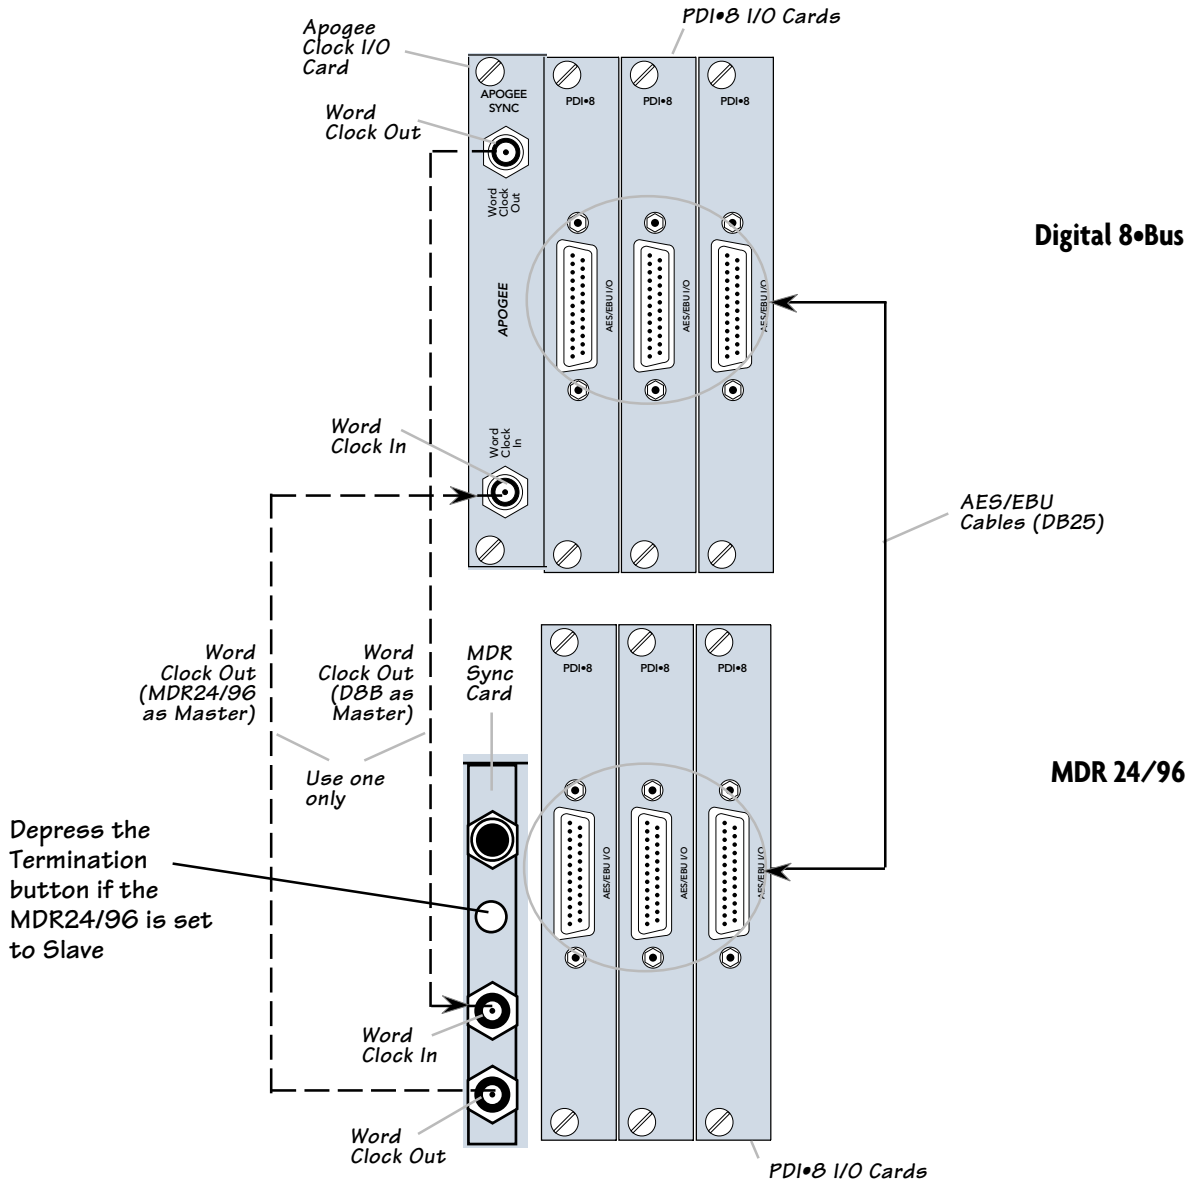 PDI•8 I/O Cards
Apogee
Clock I/O
Card
APOGEE
SYNC
PDI•8
PDI•8
PDI•8
Word
Clock Out
Word
Clock
Out
Digital 8•Bus
AES/EBU I/O
AES/EBU I/O
AES/EBU I/O
APOGEE
Word
Clock In
Word
Clock
In
AES/EBU
Cables (DB25)
Word
Clock Out
(MDR24/96
as Master)
Word
Clock Out
(D8B as
Master)
MDR
Sync
Card
PDI•8
PDI•8
PDI•8
Use one
only
MDR 24/96
Depress the
Termination
button if the
MDR24/96 is set
to Slave
AES/EBU I/O
AES/EBU I/O
AES/EBU I/O
Word
Clock In
Word
Clock Out
PDI•8 I/O Cards